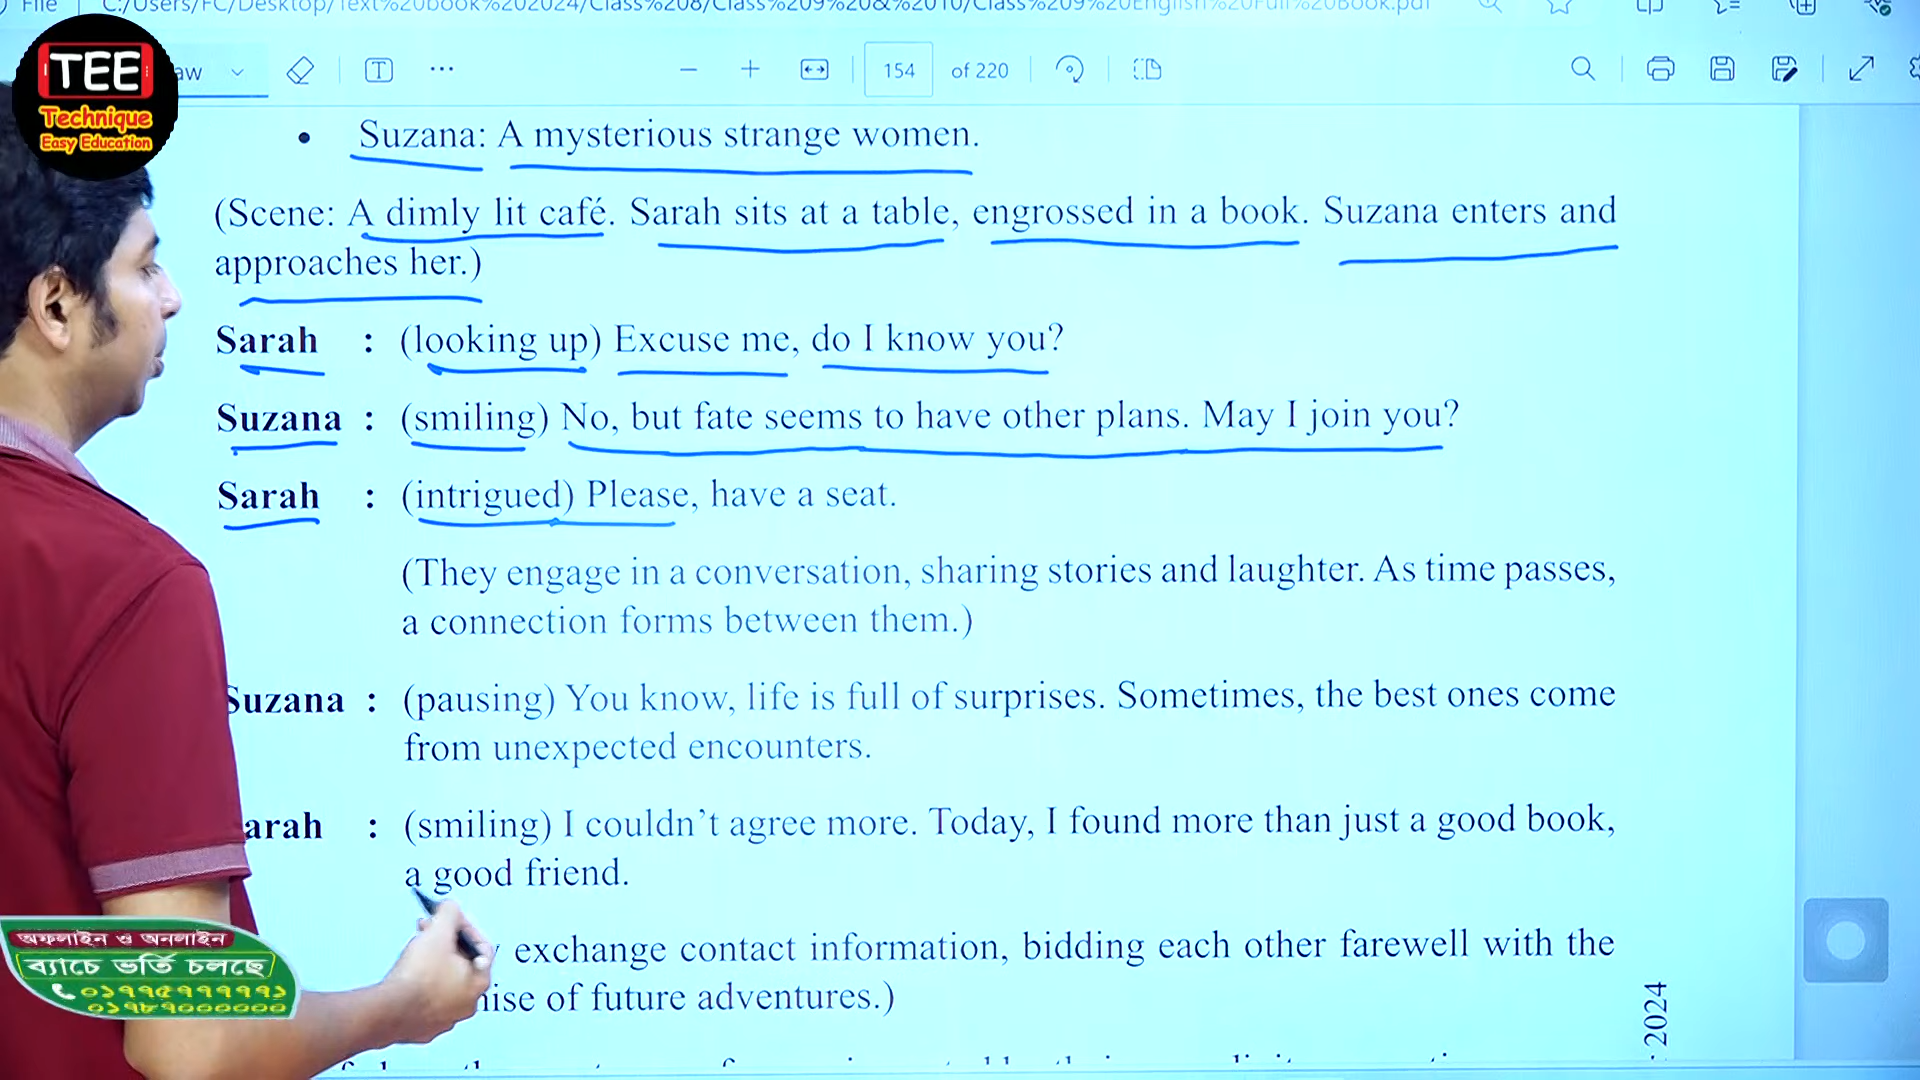 File
C:/Users/FC/Desktop/Text%20book%202024/Class%208/Class%209%20&%2010/Class%209%20English%20Full%20Book.pdf
TEE
Technique
Easy Education
aw
154 of 220
• Suzana: A mysterious strange women.
(Scene: A dimly lit café. Sarah sits at a table, engrossed in a book. Suzana enters and
approaches her.)
Sarah : (looking up) Excuse me, do I know you?
Suzana : (smiling) No, but fate seems to have other plans. May I join you?
Sarah : (intrigued) Please, have a seat.
(They engage in a conversation, sharing stories and laughter. As time passes,
a connection forms between them.)
Suzana : (pausing) You know, life is full of surprises. Sometimes, the best ones come
from unexpected encounters.
arah : (smiling) I couldn't agree more. Today, I found more than just a good book,
a good friend.
exchange contact information, bidding each other farewell with the
mise of future adventures.)
2024
অফলাইন ও অনলাইন
ব্যাচে ভর্তি চলছে